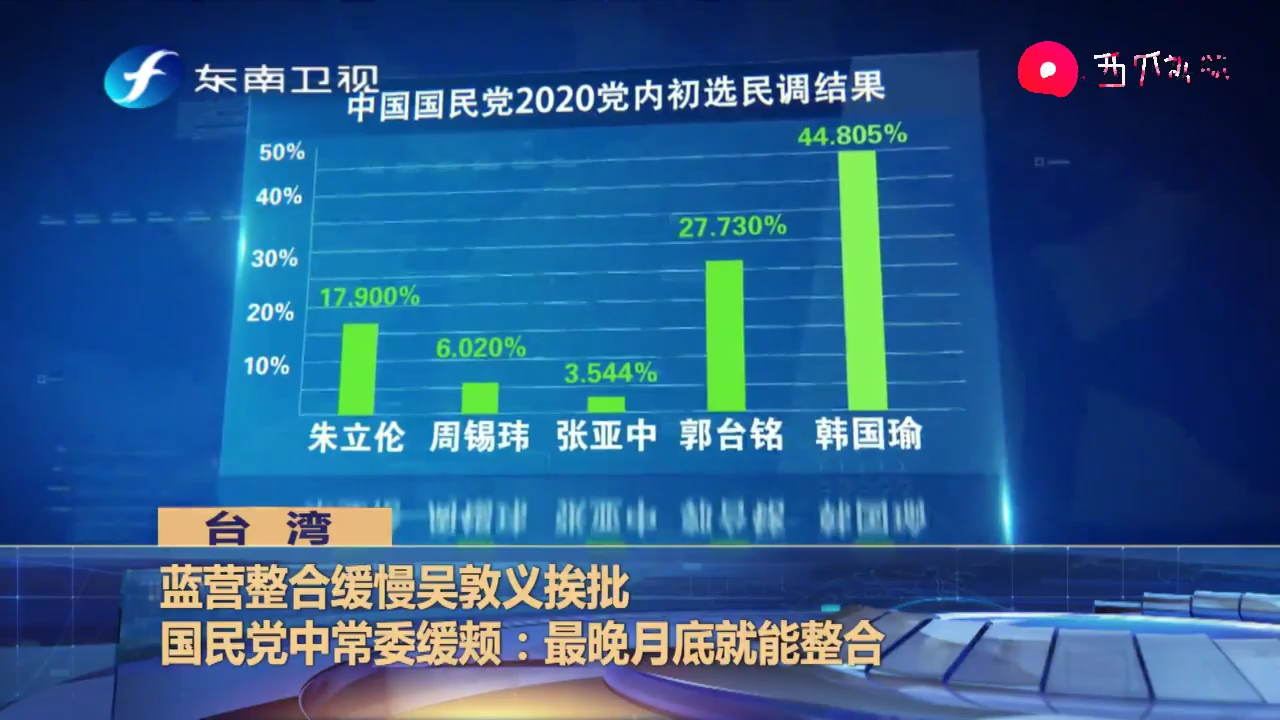 东南卫视
中国国民党2020党内初选民调结果
50%
40%
30%
20%
10%
17.900%
6.020%
3.544%
27.730%
44.805%
朱立伦 周锡玮 张亚中 郭台铭 韩国瑜
台 湾
蓝营整合缓慢吴敦义挨批
国民党中常委缓颊：最晚月底就能整合